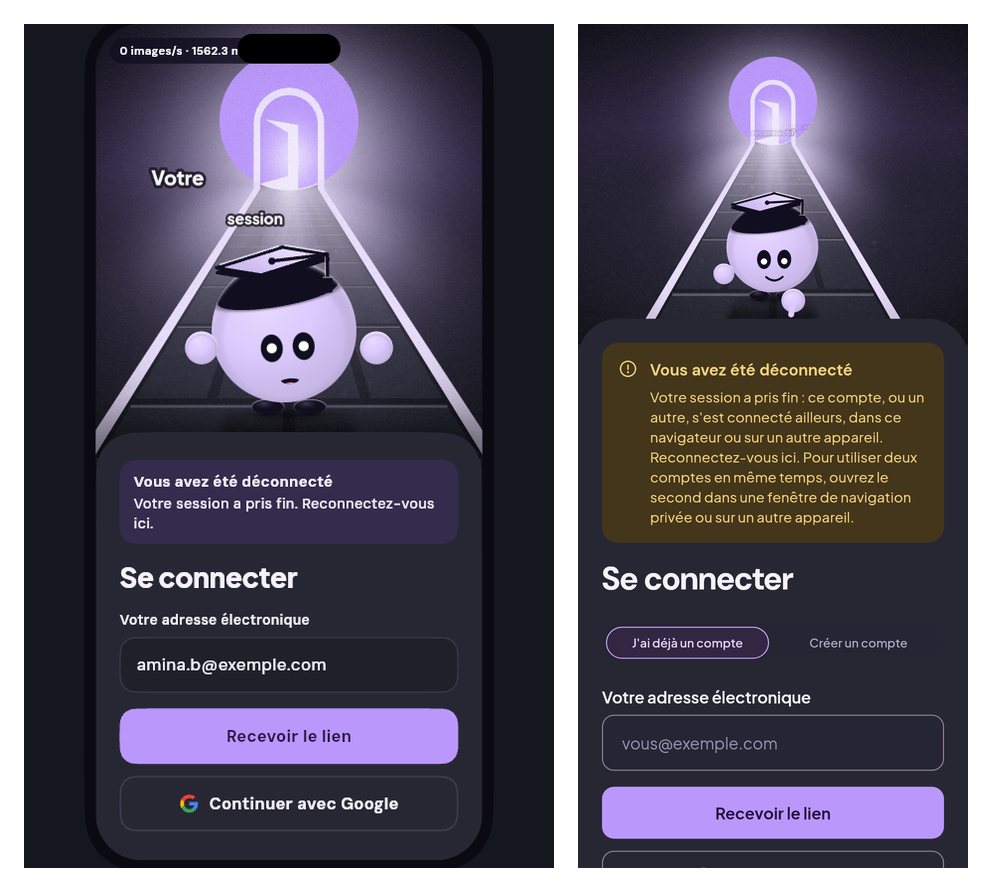 0 images/s · 1562.3
Votre
session
Vous avez été déconnecté
Votre session a pris fin. Reconnectez-vous
ici.
Se connecter
Votre adresse électronique
amina.b@exemple.com
Recevoir le lien
Continuer avec Google
Vous avez été déconnecté
Votre session a pris fin : ce compte, ou un
autre, s'est connecté ailleurs, dans ce
navigateur ou sur un autre appareil.
Reconnectez-vous ici. Pour utiliser deux
comptes en même temps, ouvrez le
second dans une fenêtre de navigation
privée ou sur un autre appareil.
Se connecter
J'ai déjà un compte
Créer un compte
Votre adresse électronique
vous@exemple.com
Recevoir le lien